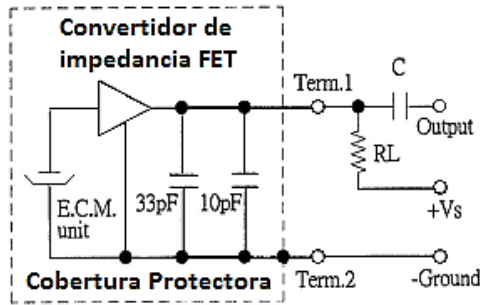 Convertidor de
impedancia FET
Term.1
C
Output
RL
+Vs
E.C.M.
unit
33pF
10pF
Cobertura Protectora
Term.2
-Ground